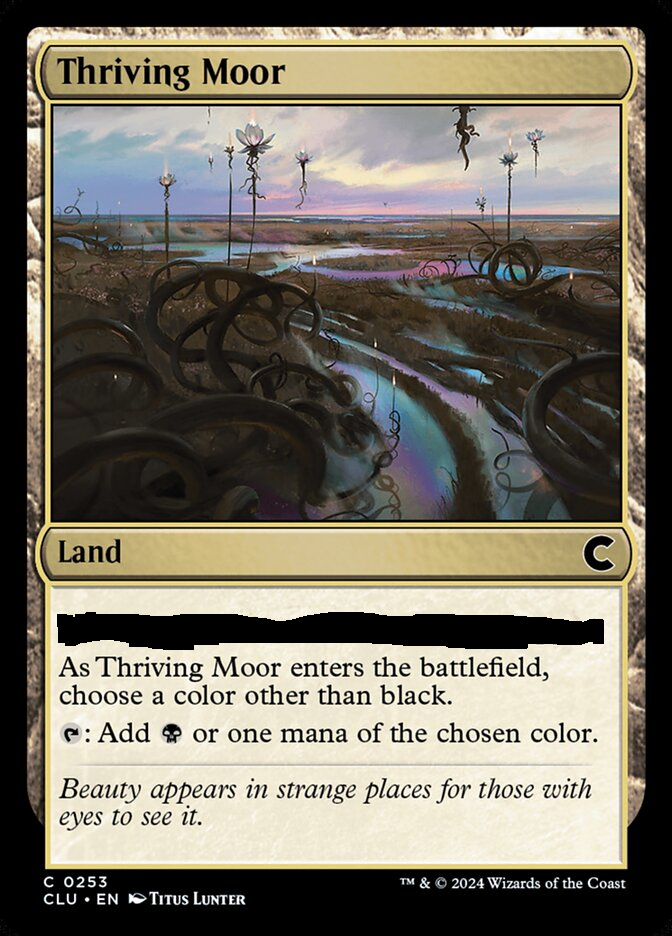 Thriving Moor
Land
As Thriving Moor enters the battlefield,
choose a color other than black.
: Add or one mana of the chosen color.
Beauty appears in strange places for those with
eyes to see it.
C 0253
CLU • EN Titus Lunter
™ & © 2024 Wizards of the Coast